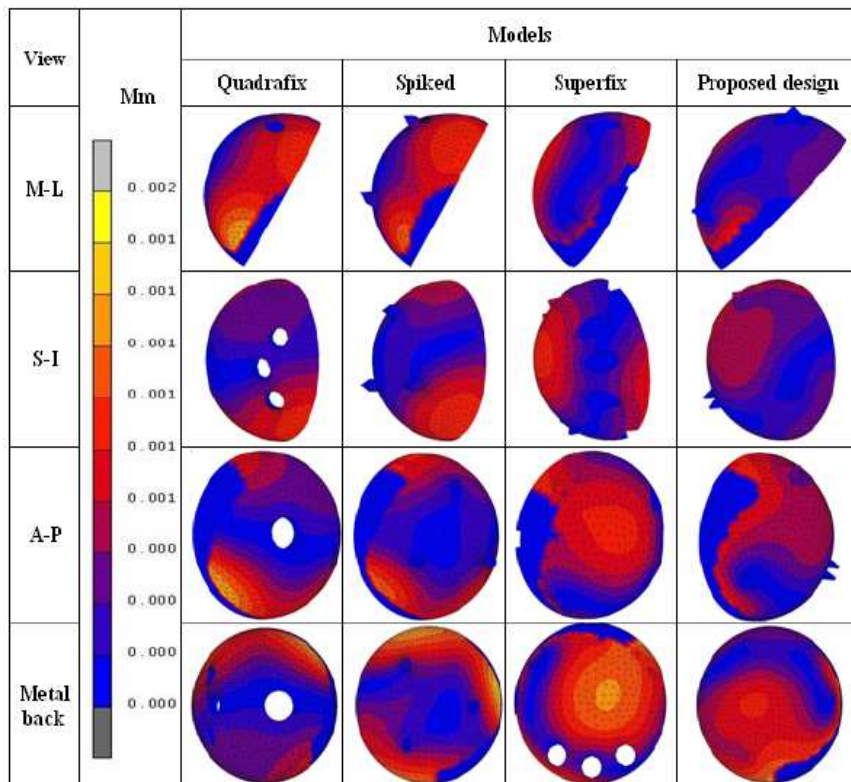 View
Mm
Models
Quadrafix
Spiked
Superfix
Proposed design
M-L
S-I
A-P
Metal
back
0.002
0.001
0.001
0.001
0.001
0.001
0.001
0.000
0.000
0.000
0.000